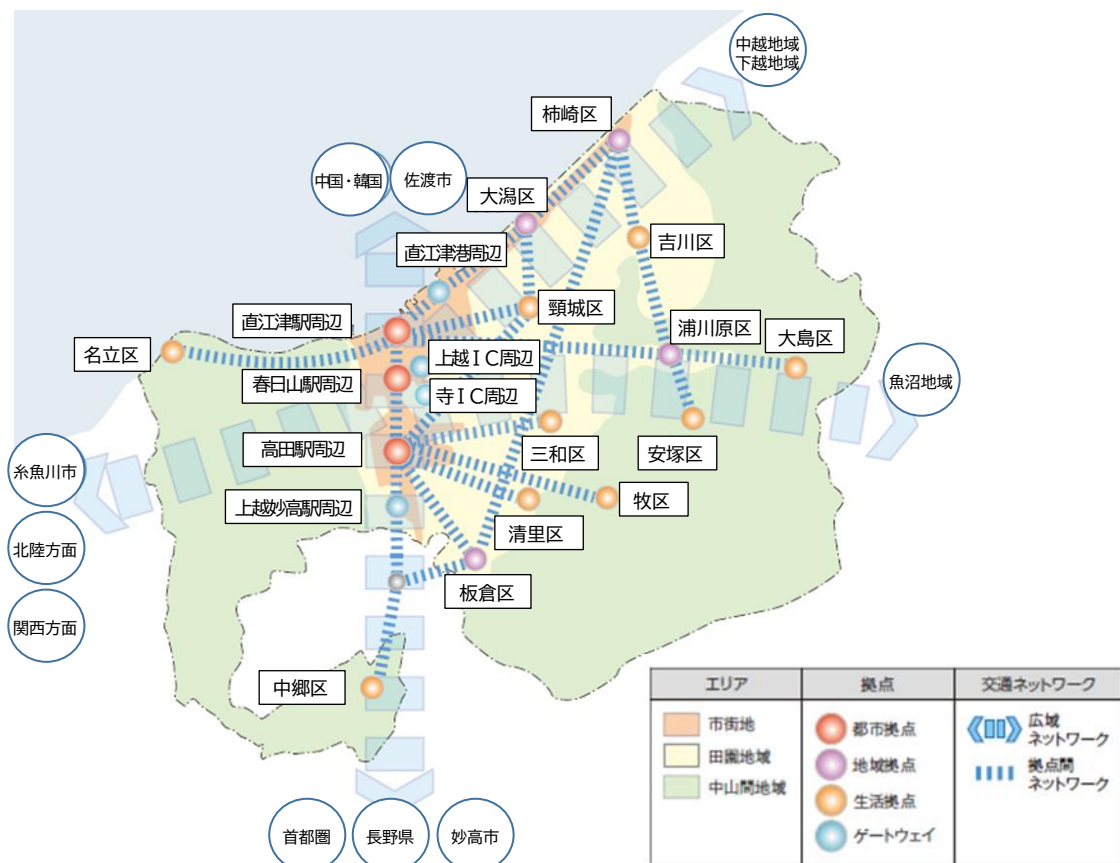 中越地域
下越地域
柿崎区
中国・韓国
佐渡市
大潟区
直江津港周辺
吉川区
直江津駅周辺
頸城区
浦川原区
大島区
名立区
上越ＩＣ周辺
春日山駅周辺
寺ＩＣ周辺
魚沼地域
高田駅周辺
三和区
安塚区
糸魚川市
上越妙高駅周辺
牧区
清里区
北陸方面
板倉区
関西方面
中郷区
首都圏
長野県
妙高市
エリア
拠点
交通ネットワーク
市街地
田園地域
中山間地域
都市拠点
地域拠点
生活拠点
ゲートウェイ
広域
ネットワーク
拠点間
ネットワーク